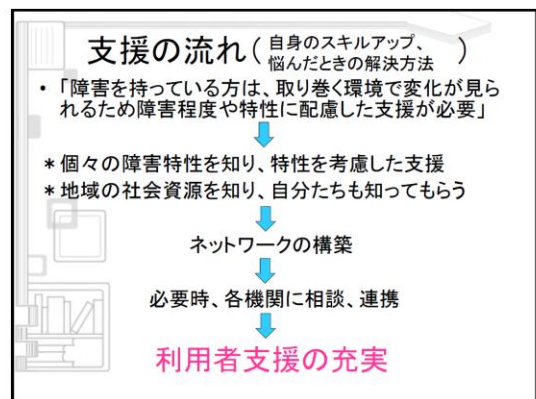 支援の流れ(自身のスキルアップ、
悩んだときの解決方法)
・「障害を持っている方は、取り巻く環境で変化が見ら
れるため障害程度や特性に配慮した支援が必要」
*個々の障害特性を知り、特性を考慮した支援
*地域の社会資源を知り、自分たちも知ってもらう
ネットワークの構築
必要時、各機関に相談、連携
利用者支援の充実